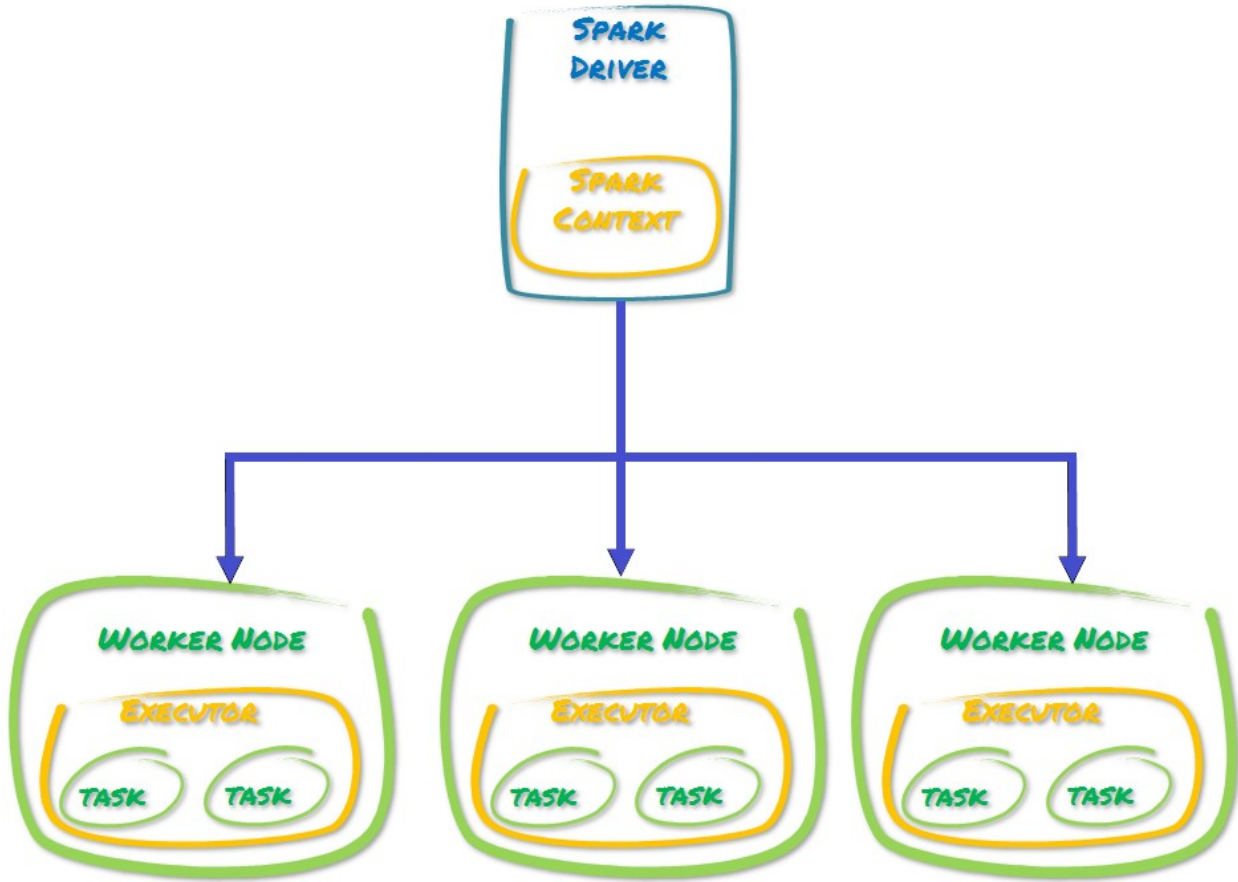 SPARK
DRIVER
SPARK
CONTEXT
WORKER NODE
EXECUTOR
TASK TASK
WORKER NODE
EXECUTOR
TASK TASK
WORKER NODE
EXECUTOR
TASK TASK